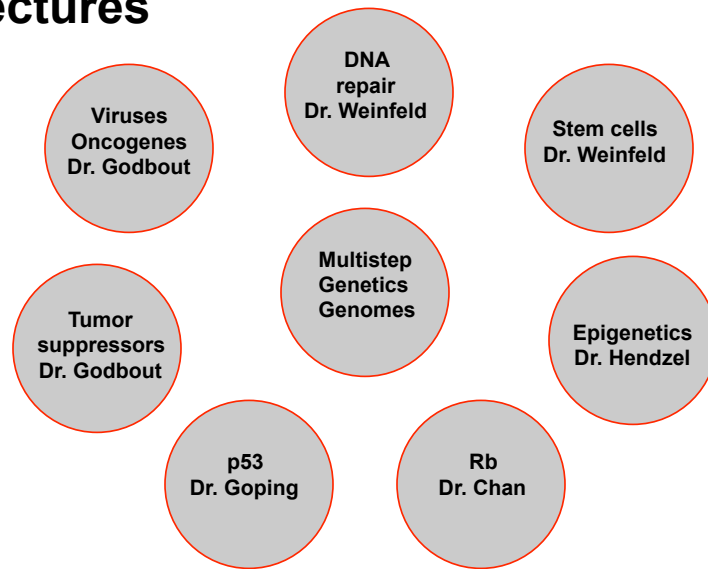 ectures
DNA
repair
Dr. Weinfeld
Viruses
Oncogenes
Dr. Godbout
Stem cells
Dr. Weinfeld
Multistep
Genetics
Genomes
Tumor
suppressors
Dr. Godbout
Epigenetics
Dr. Hendzel
p53
Dr. Goping
Rb
Dr. Chan